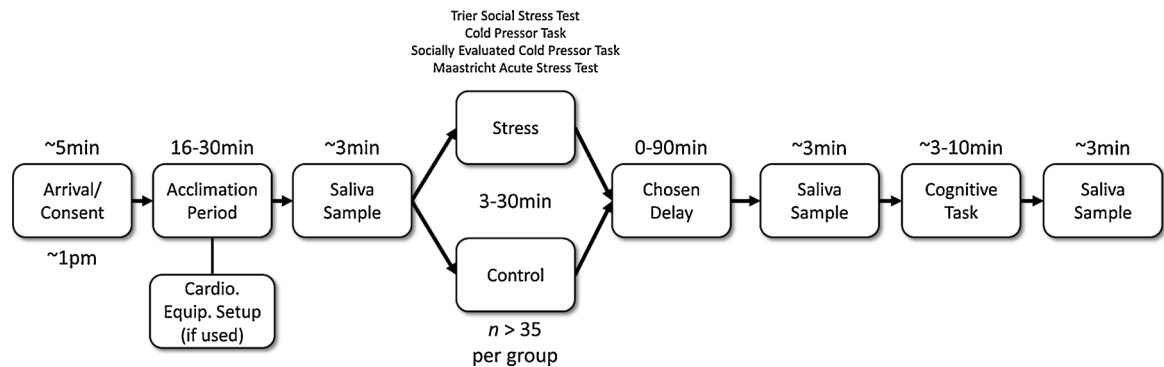 Trier Social Stress Test
Cold Pressor Task
Socially Evaluated Cold Pressor Task
Maastricht Acute Stress Test
~5min
Arrival/
Consent
~1pm
16-30min
Acclimation
Period
Cardio.
Equip. Setup
(if used)
~3min
Saliva
Sample
Stress
3-30min
Control
n > 35
per group
0-90min
Chosen
Delay
~3min
Saliva
Sample
~3-10min
Cognitive
Task
~3min
Saliva
Sample